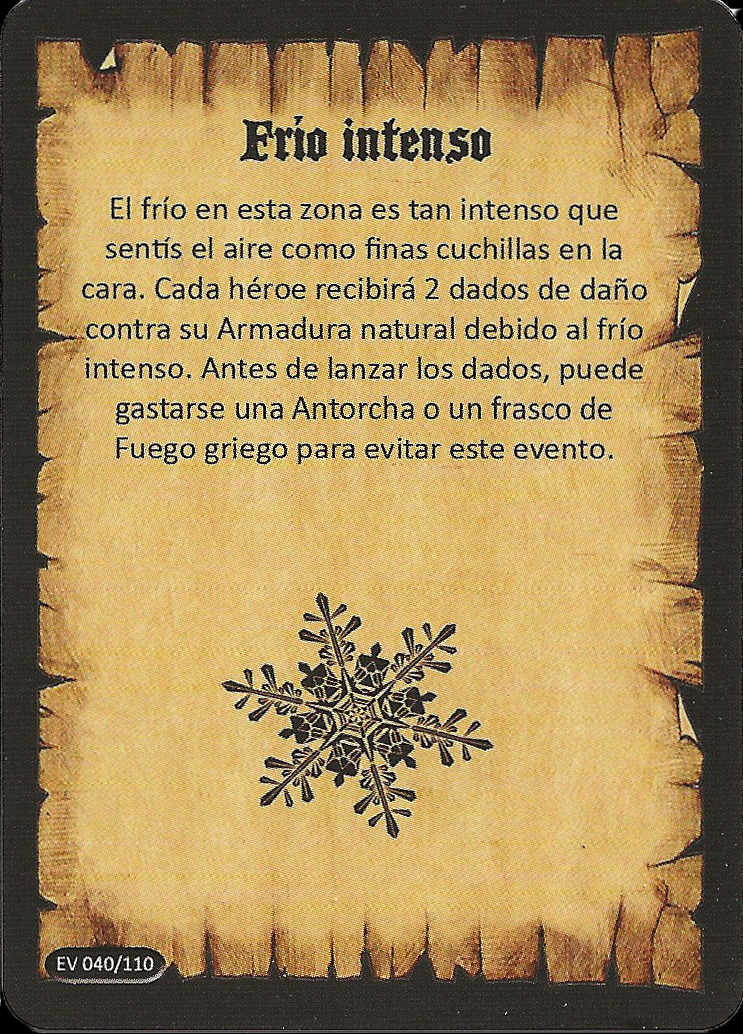 Frío intenso
El frío en esta zona es tan intenso que
sentís el aire como finas cuchillas en la
cara. Cada héroe recibirá 2 dados de daño
contra su Armadura natural debido al frío
intenso. Antes de lanzar los dados, puede
gastarse una Antorcha o un frasco de
Fuego griego para evitar este evento.
EV 040/110